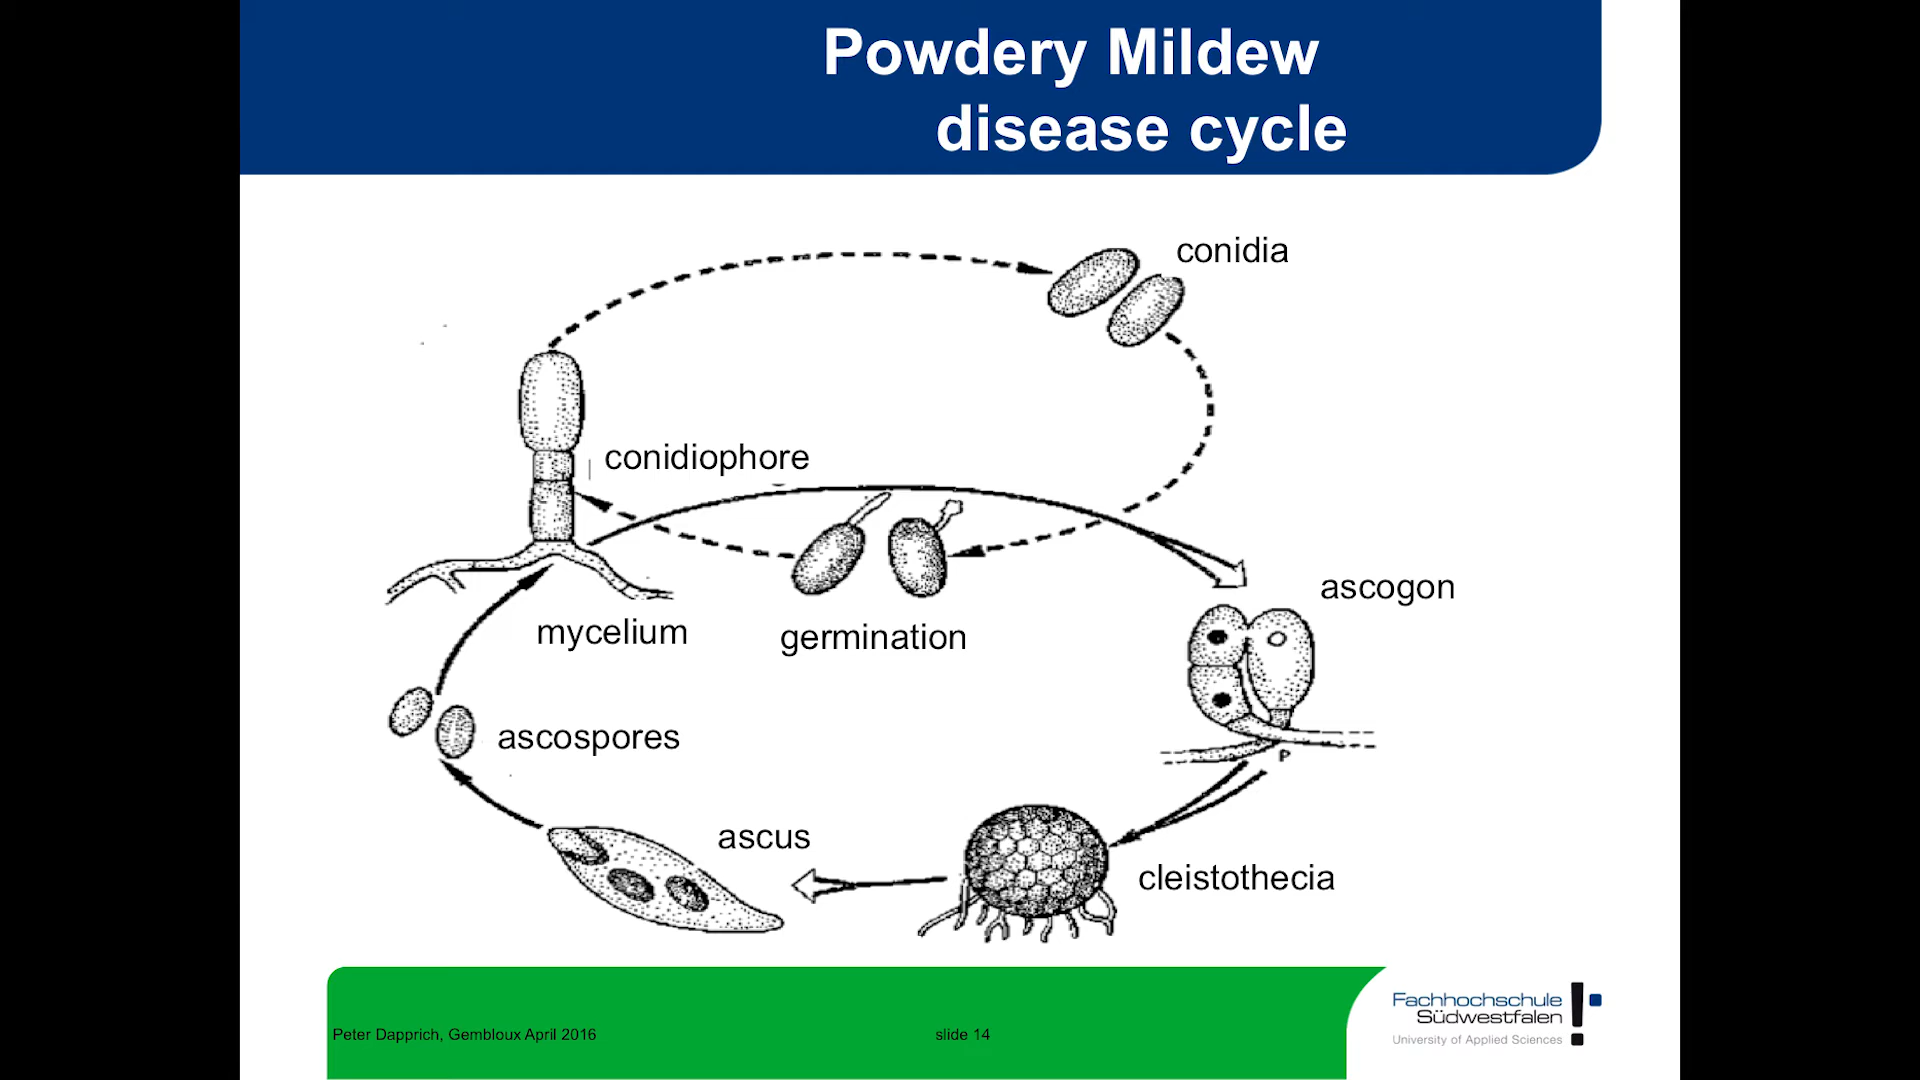 Powdery Mildew
disease cycle
conidia
conidiophore
ascogon
mycelium
germination
ascospores
P
ascus
cleistothecia
Peter Dapprich, Gembloux April 2016
slide 14
Fachhochschule
Südwestfalen
University of Applied Sciences